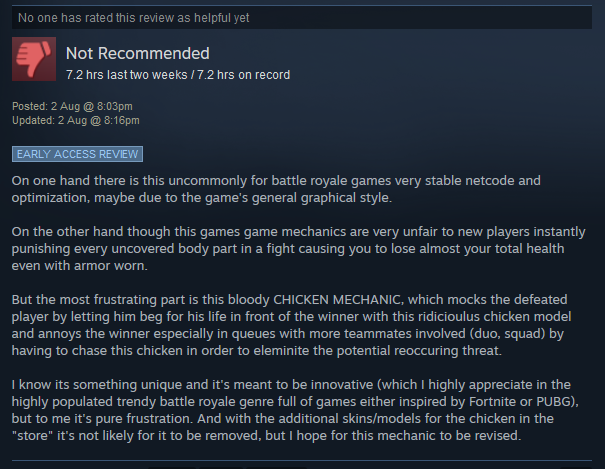 No one has rated this review as helpful yet
Not Recommended
7.2 hrs last two weeks / 7.2 hrs on record
Posted: 2 Aug @ 8:03pm
Updated: 2 Aug @ 8:16pm
EARLY ACCESS REVIEW
On one hand there is this uncommonly for battle royale games very stable netcode and
optimization, maybe due to the game's general graphical style.
On the other hand though this games game mechanics are very unfair to new players instantly
punishing every uncovered body part in a fight causing you to lose almost your total health
even with armor worn.
But the most frustrating part is this bloody CHICKEN MECHANIC, which mocks the defeated
player by letting him beg for his life in front of the winner with this ridicioulus chicken model
and annoys the winner especially in queues with more teammates involved (duo, squad) by
having to chase this chicken in order to eleminite the potential reoccuring threat.
I know its something unique and it's meant to be innovative (which I highly appreciate in the
highly populated trendy battle royale genre full of games either inspired by Fortnite or PUBG),
but to me it's pure frustration. And with the additional skins/models for the chicken in the
"store" it's not likely for it to be removed, but I hope for this mechanic to be revised.